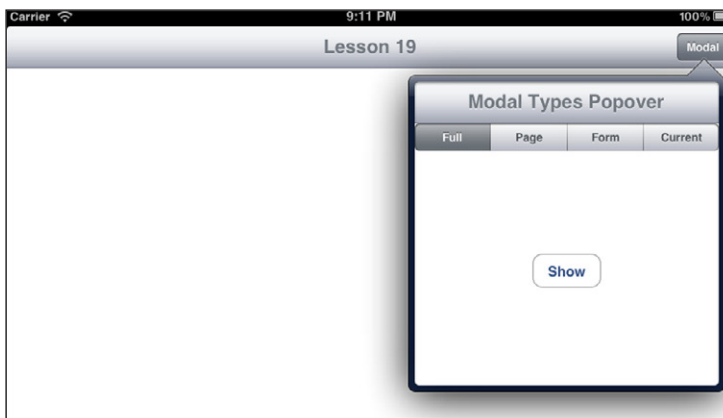 Carrier 9:11 PM 100%
Lesson 19 Modal
Modal Types Popover
Full Page Form Current
Show